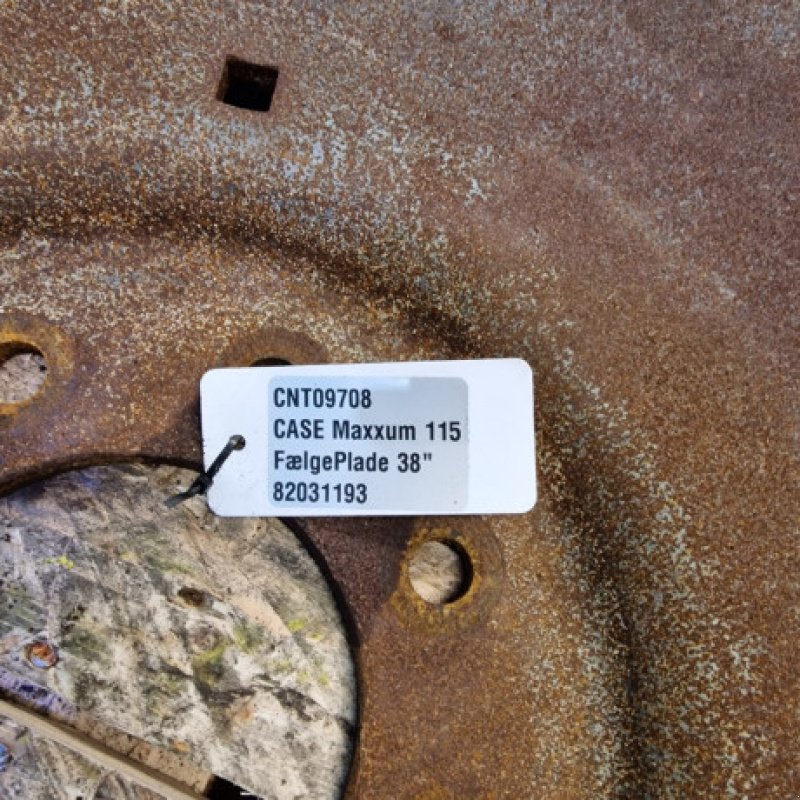 CNT09708
CASE Maxxum 115
FælgePlade 38"
82031193